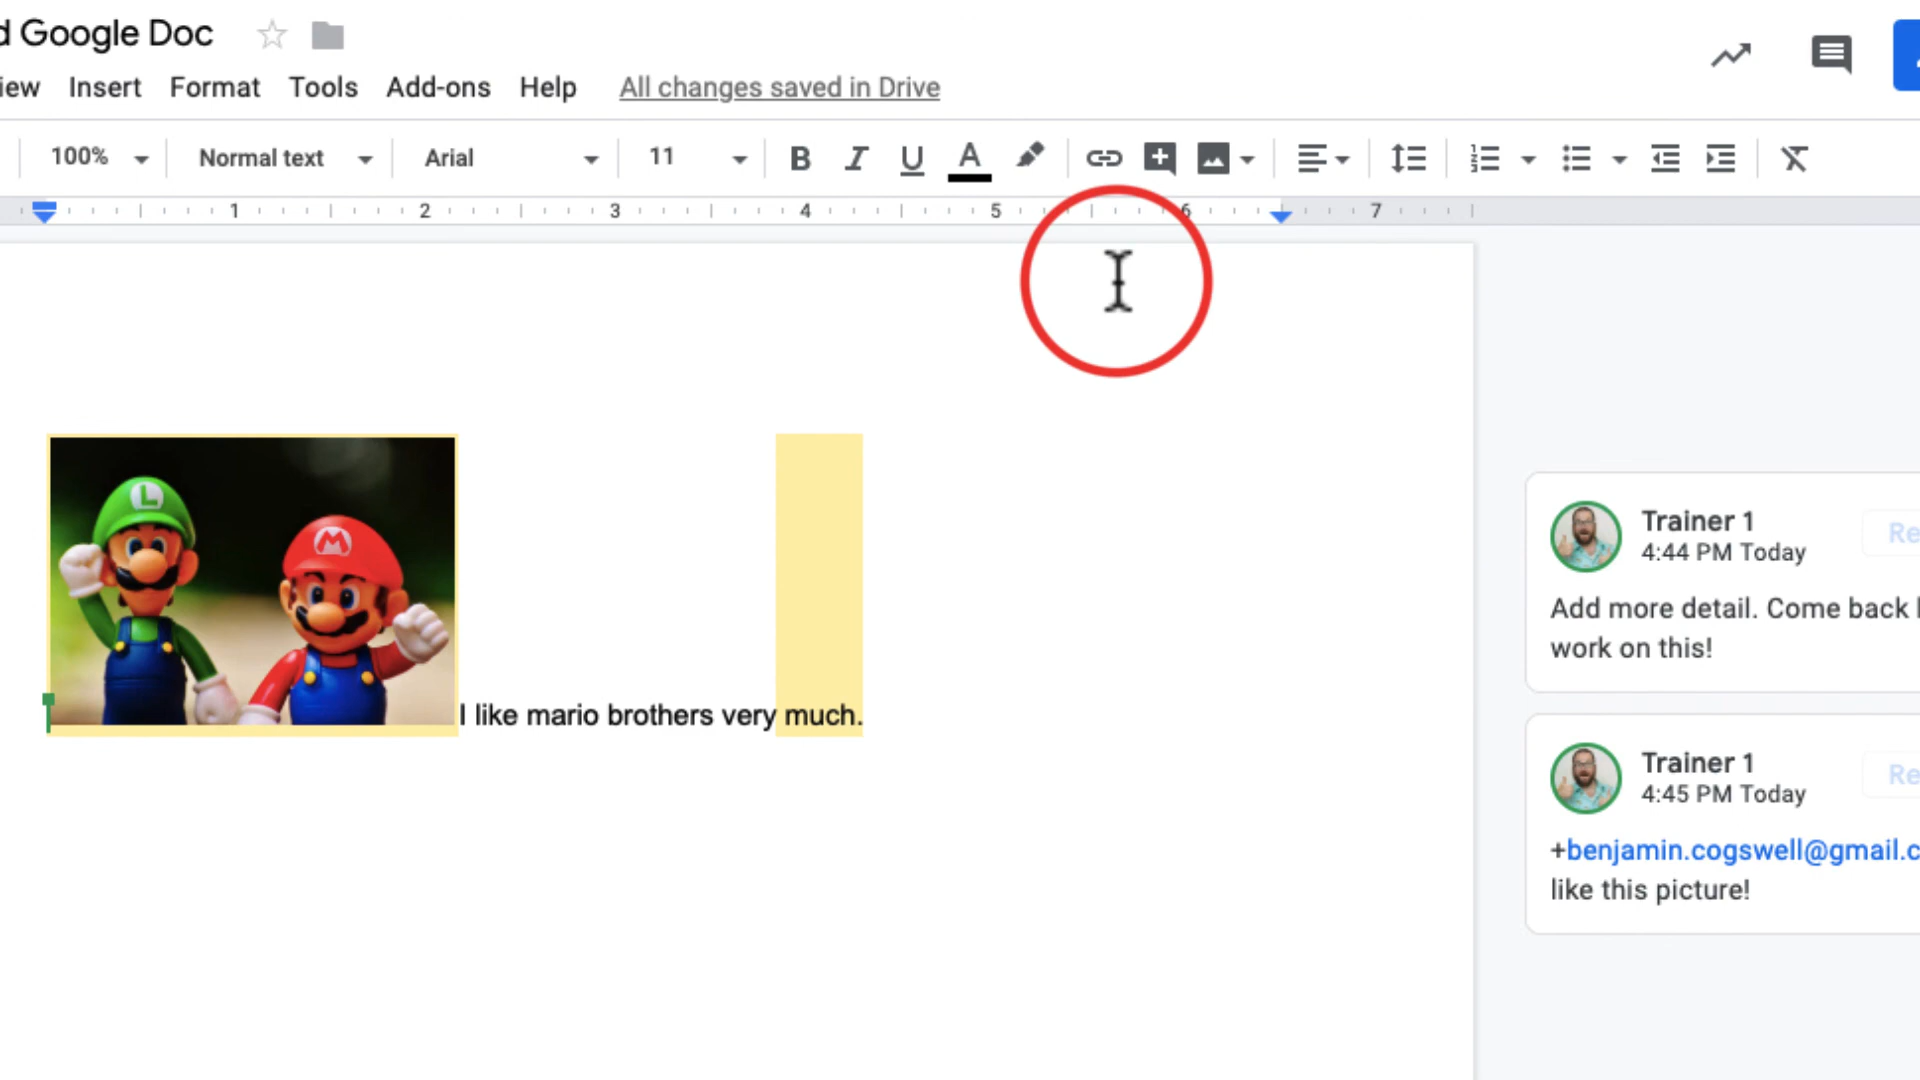 d Google Doc
iew Insert Format Tools Add-ons Help All changes saved in Drive
100% Normal text Arial 11 B I U A
1 2 3 4 5 6 7
L
M
I like mario brothers very much.
Trainer 1
4:44 PM Today
Re
Add more detail. Come back
work on this!
Trainer 1
4:45 PM Today
Re
+benjamin.cogswell@gmail.c
like this picture!